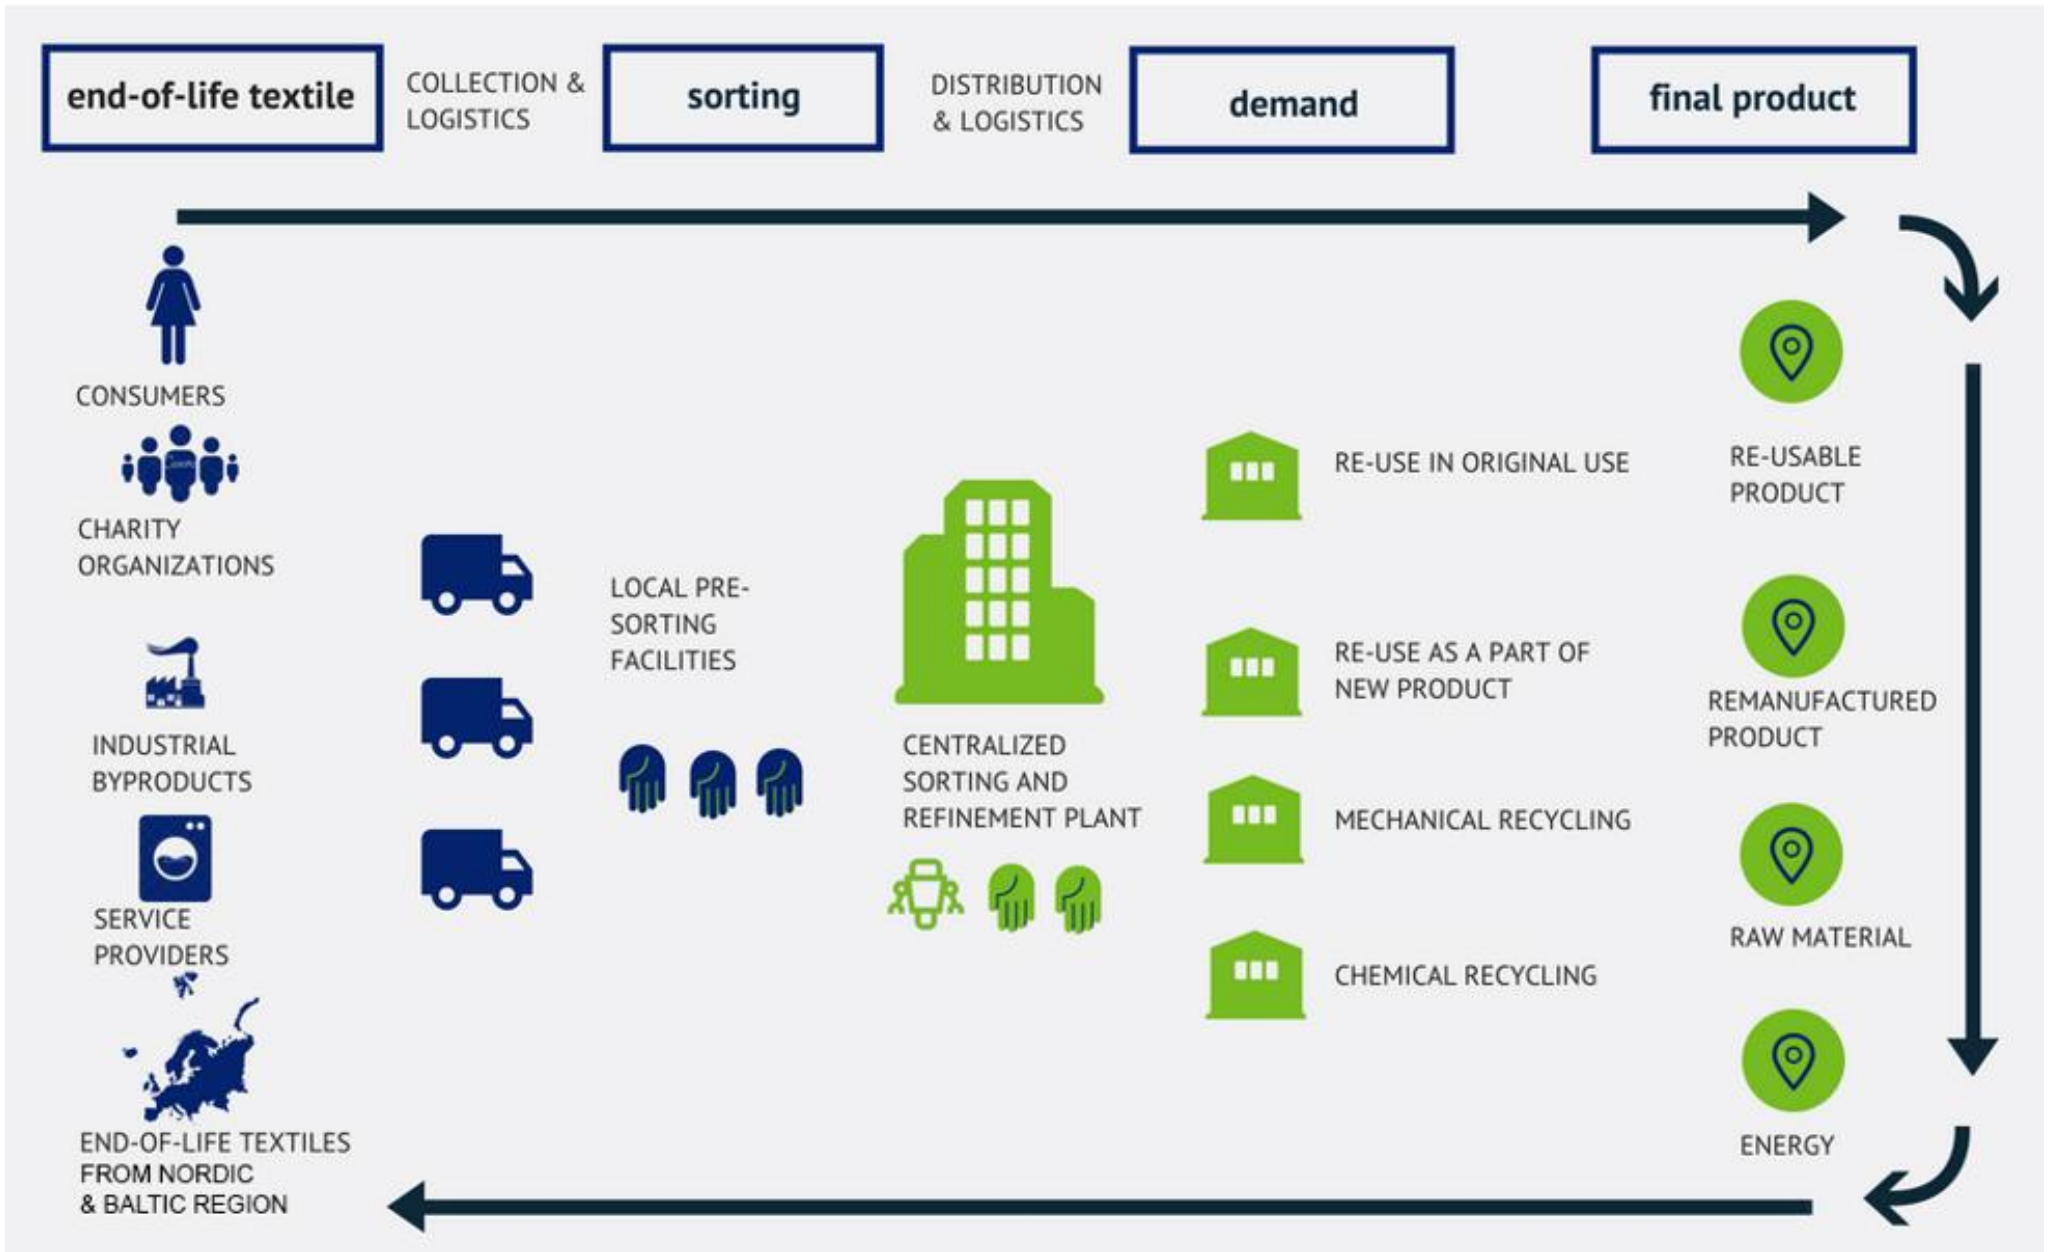 end-of-life textile
COLLECTION &
LOGISTICS
sorting
DISTRIBUTION
& LOGISTICS
demand
final product
CONSUMERS
CHARITY
ORGANIZATIONS
INDUSTRIAL
BYPRODUCTS
SERVICE
PROVIDERS
END-OF-LIFE TEXTILES
FROM NORDIC
& BALTIC REGION
LOCAL PRE-
SORTING
FACILITIES
CENTRALIZED
SORTING AND
REFINEMENT PLANT
RE-USE IN ORIGINAL USE
RE-USE AS A PART OF
NEW PRODUCT
MECHANICAL RECYCLING
CHEMICAL RECYCLING
RE-USABLE
PRODUCT
REMANUFACTURED
PRODUCT
RAW MATERIAL
ENERGY